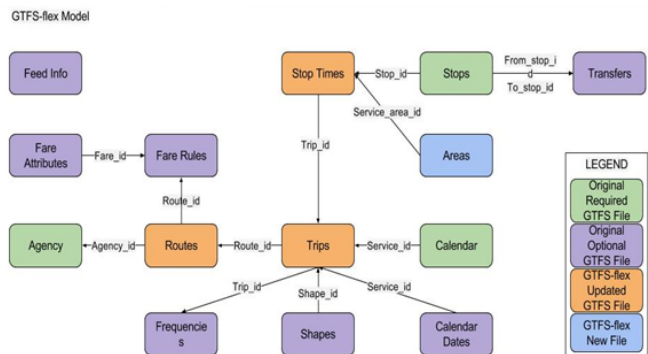 GTFS-flex Model
Feed Info
Stop Times
Stop_id
Stops
From_stop_i
d
To_stop_id
Transfers
Service_area_id
Fare
Attributes
Fare_id
Fare Rules
Trip_id
Areas
LEGEND
Original
Required
GTFS File
Original
Optional
GTFS File
GTFS-flex
Updated
GTFS File
GTFS-flex
New File
Route_id
Agency
Agency_id
Routes
Route_id
Trips
Service_id
Calendar
Trip_id
Shape_id
Service_id
Frequencie
s
Shapes
Calendar
Dates